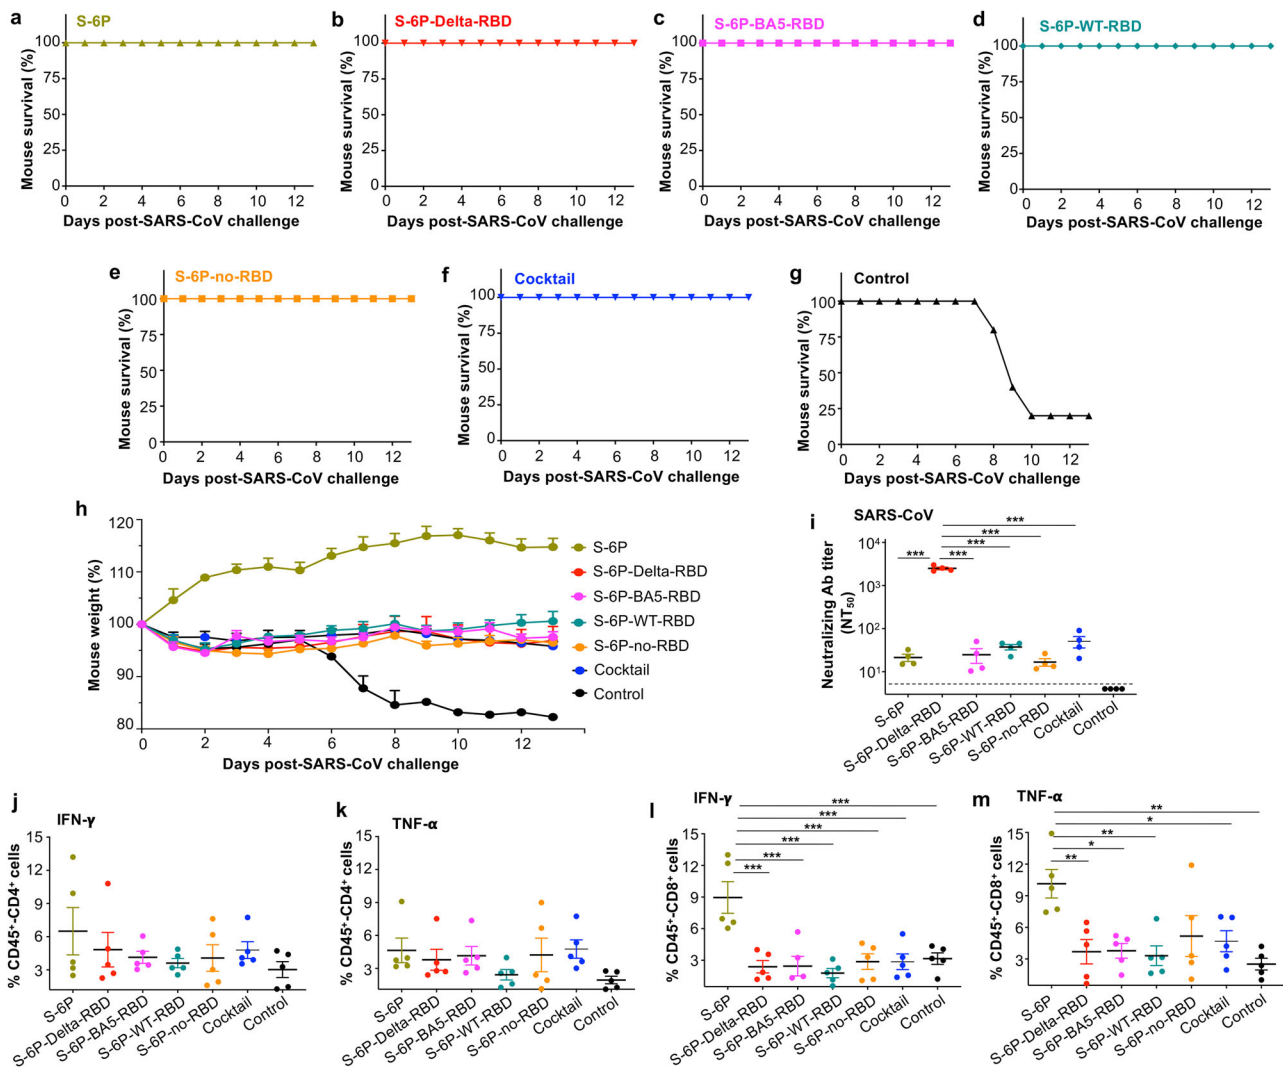 a S-6P
Mouse survival (%)
100
75
50
25
0
0 2 4 6 8 10 12
Days post-SARS-CoV challenge
b S-6P-Delta-RBD
Mouse survival (%)
100
75
50
25
0
0 2 4 6 8 10 12
Days post-SARS-CoV challenge
c S-6P-BA5-RBD
Mouse survival (%)
100
75
50
25
0
0 2 4 6 8 10 12
Days post-SARS-CoV challenge
d S-6P-WT-RBD
Mouse survival (%)
100
75
50
25
0
0 2 4 6 8 10 12
Days post-SARS-CoV challenge
e S-6P-no-RBD
Mouse survival (%)
100
75
50
25
0
0 2 4 6 8 10 12
Days post-SARS-CoV challenge
f Cocktail
Mouse survival (%)
100
75
50
25
0
0 2 4 6 8 10 12
Days post-SARS-CoV challenge
g Control
Mouse survival (%)
100
75
50
25
0
0 2 4 6 8 10 12
Days post-SARS-CoV challenge
h
Mouse weight (%)
120
110
100
90
80
0 2 4 6 8 10 12
Days post-SARS-CoV challenge
S-6P
S-6P-Delta-RBD
S-6P-BA5-RBD
S-6P-WT-RBD
S-6P-no-RBD
Cocktail
Control
i SARS-CoV
Neutralizing Ab titer
(NT50)
10⁴
10³
10²
10¹
***
***
***
*** ***
S-6P
S-6P-Delta-RBD
S-6P-BA5-RBD
S-6P-WT-RBD
S-6P-no-RBD
Cocktail
Control
j IFN-γ
% CD45⁺-CD4⁺ cells
15
12
9
6
3
S-6P
S-6P-Delta-RBD
S-6P-BA5-RBD
S-6P-WT-RBD
S-6P-no-RBD
Cocktail
Control
k TNF-α
% CD45⁺-CD4⁺ cells
15
12
9
6
3
0
S-6P
S-6P-Delta-RBD
S-6P-BA5-RBD
S-6P-WT-RBD
S-6P-no-RBD
Cocktail
Control
l IFN-γ
% CD45⁺-CD8⁺ cells
15
12
9
6
3
0
***
***
***
***
***
***
S-6P
S-6P-Delta-RBD
S-6P-BA5-RBD
S-6P-WT-RBD
S-6P-no-RBD
Cocktail
Control
m TNF-α
% CD45⁺-CD8⁺ cells
15
12
9
6
3
**
*
**
*
**
S-6P
S-6P-Delta-RBD
S-6P-BA5-RBD
S-6P-WT-RBD
S-6P-no-RBD
Cocktail
Control